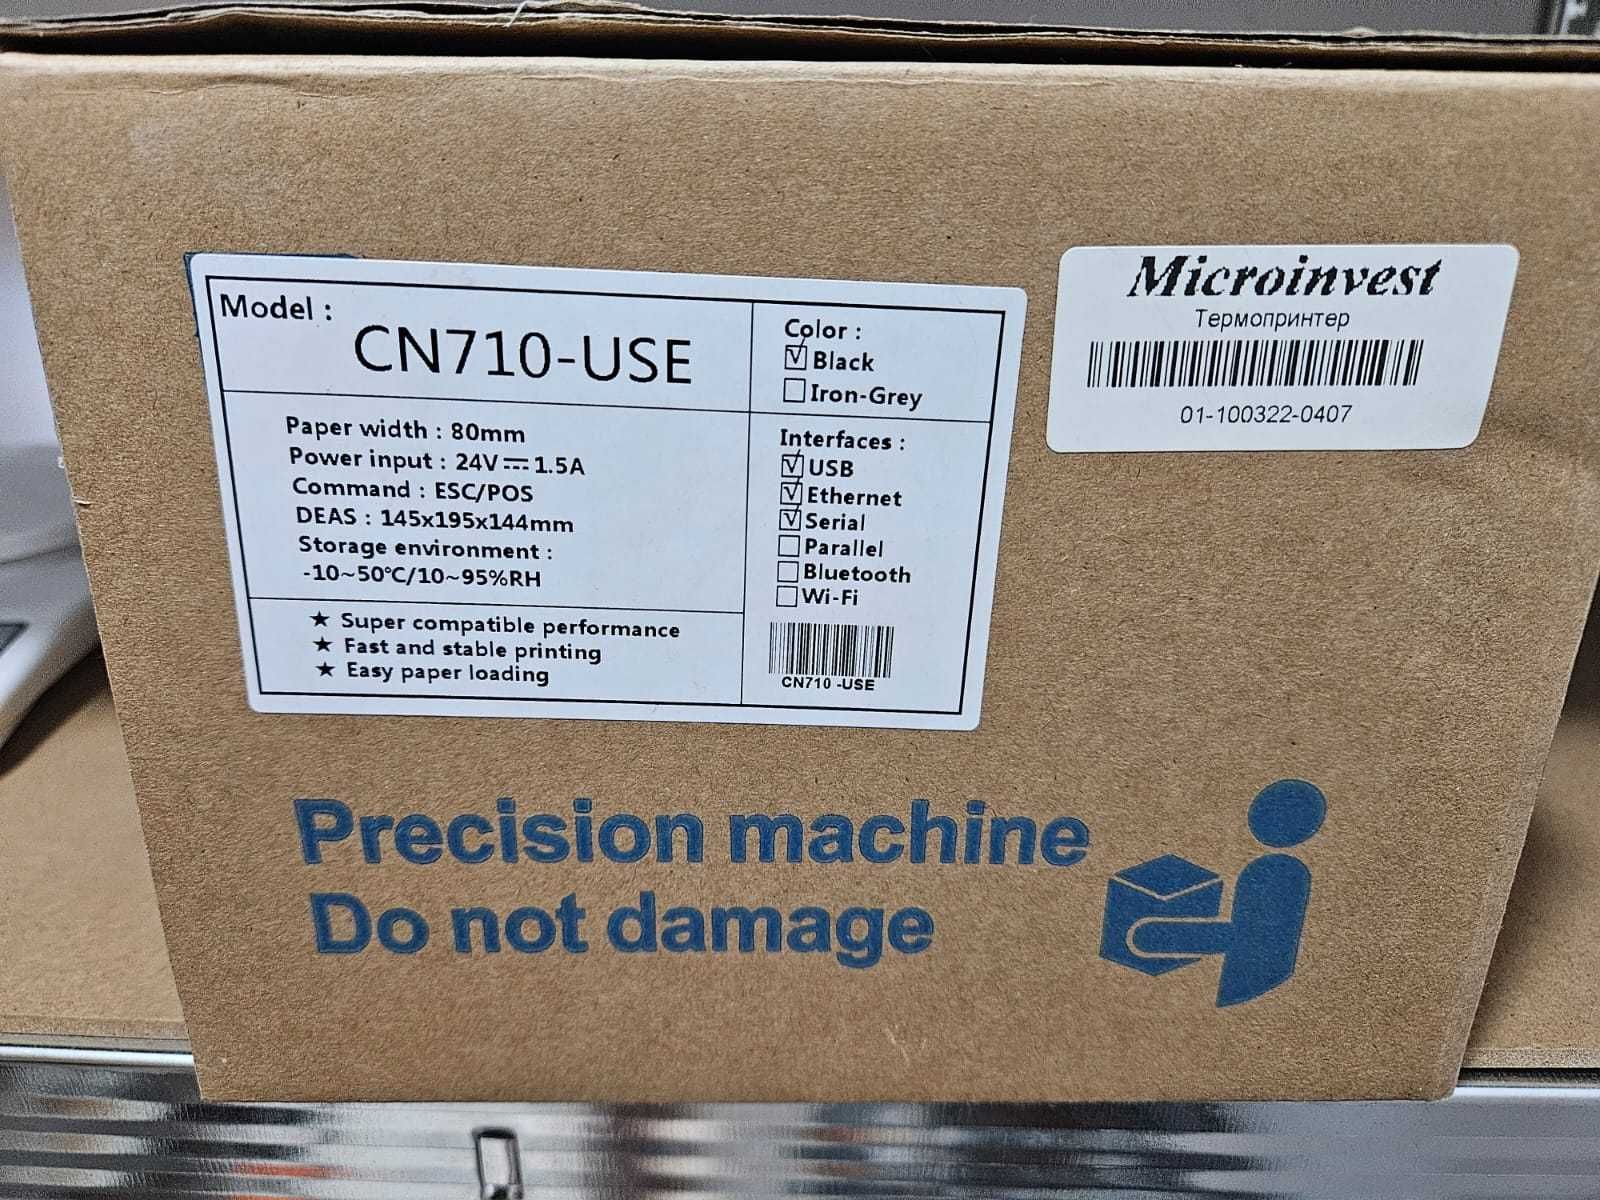 Model :
CN710-USE
Color :
Black
Iron-Grey
Paper width : 80mm
Power input : 24V⎓1.5A
Command : ESC/POS
DEAS : 145x195x144mm
Storage environment :
-10~50℃/10~95%RH
Interfaces :
USB
Ethernet
Serial
Parallel
Bluetooth
Wi-Fi
★ Super compatible performance
★ Fast and stable printing
★ Easy paper loading
CN710 -USE
Microinvest
Термопринтер
01-100322-0407
Precision machine
Do not damage